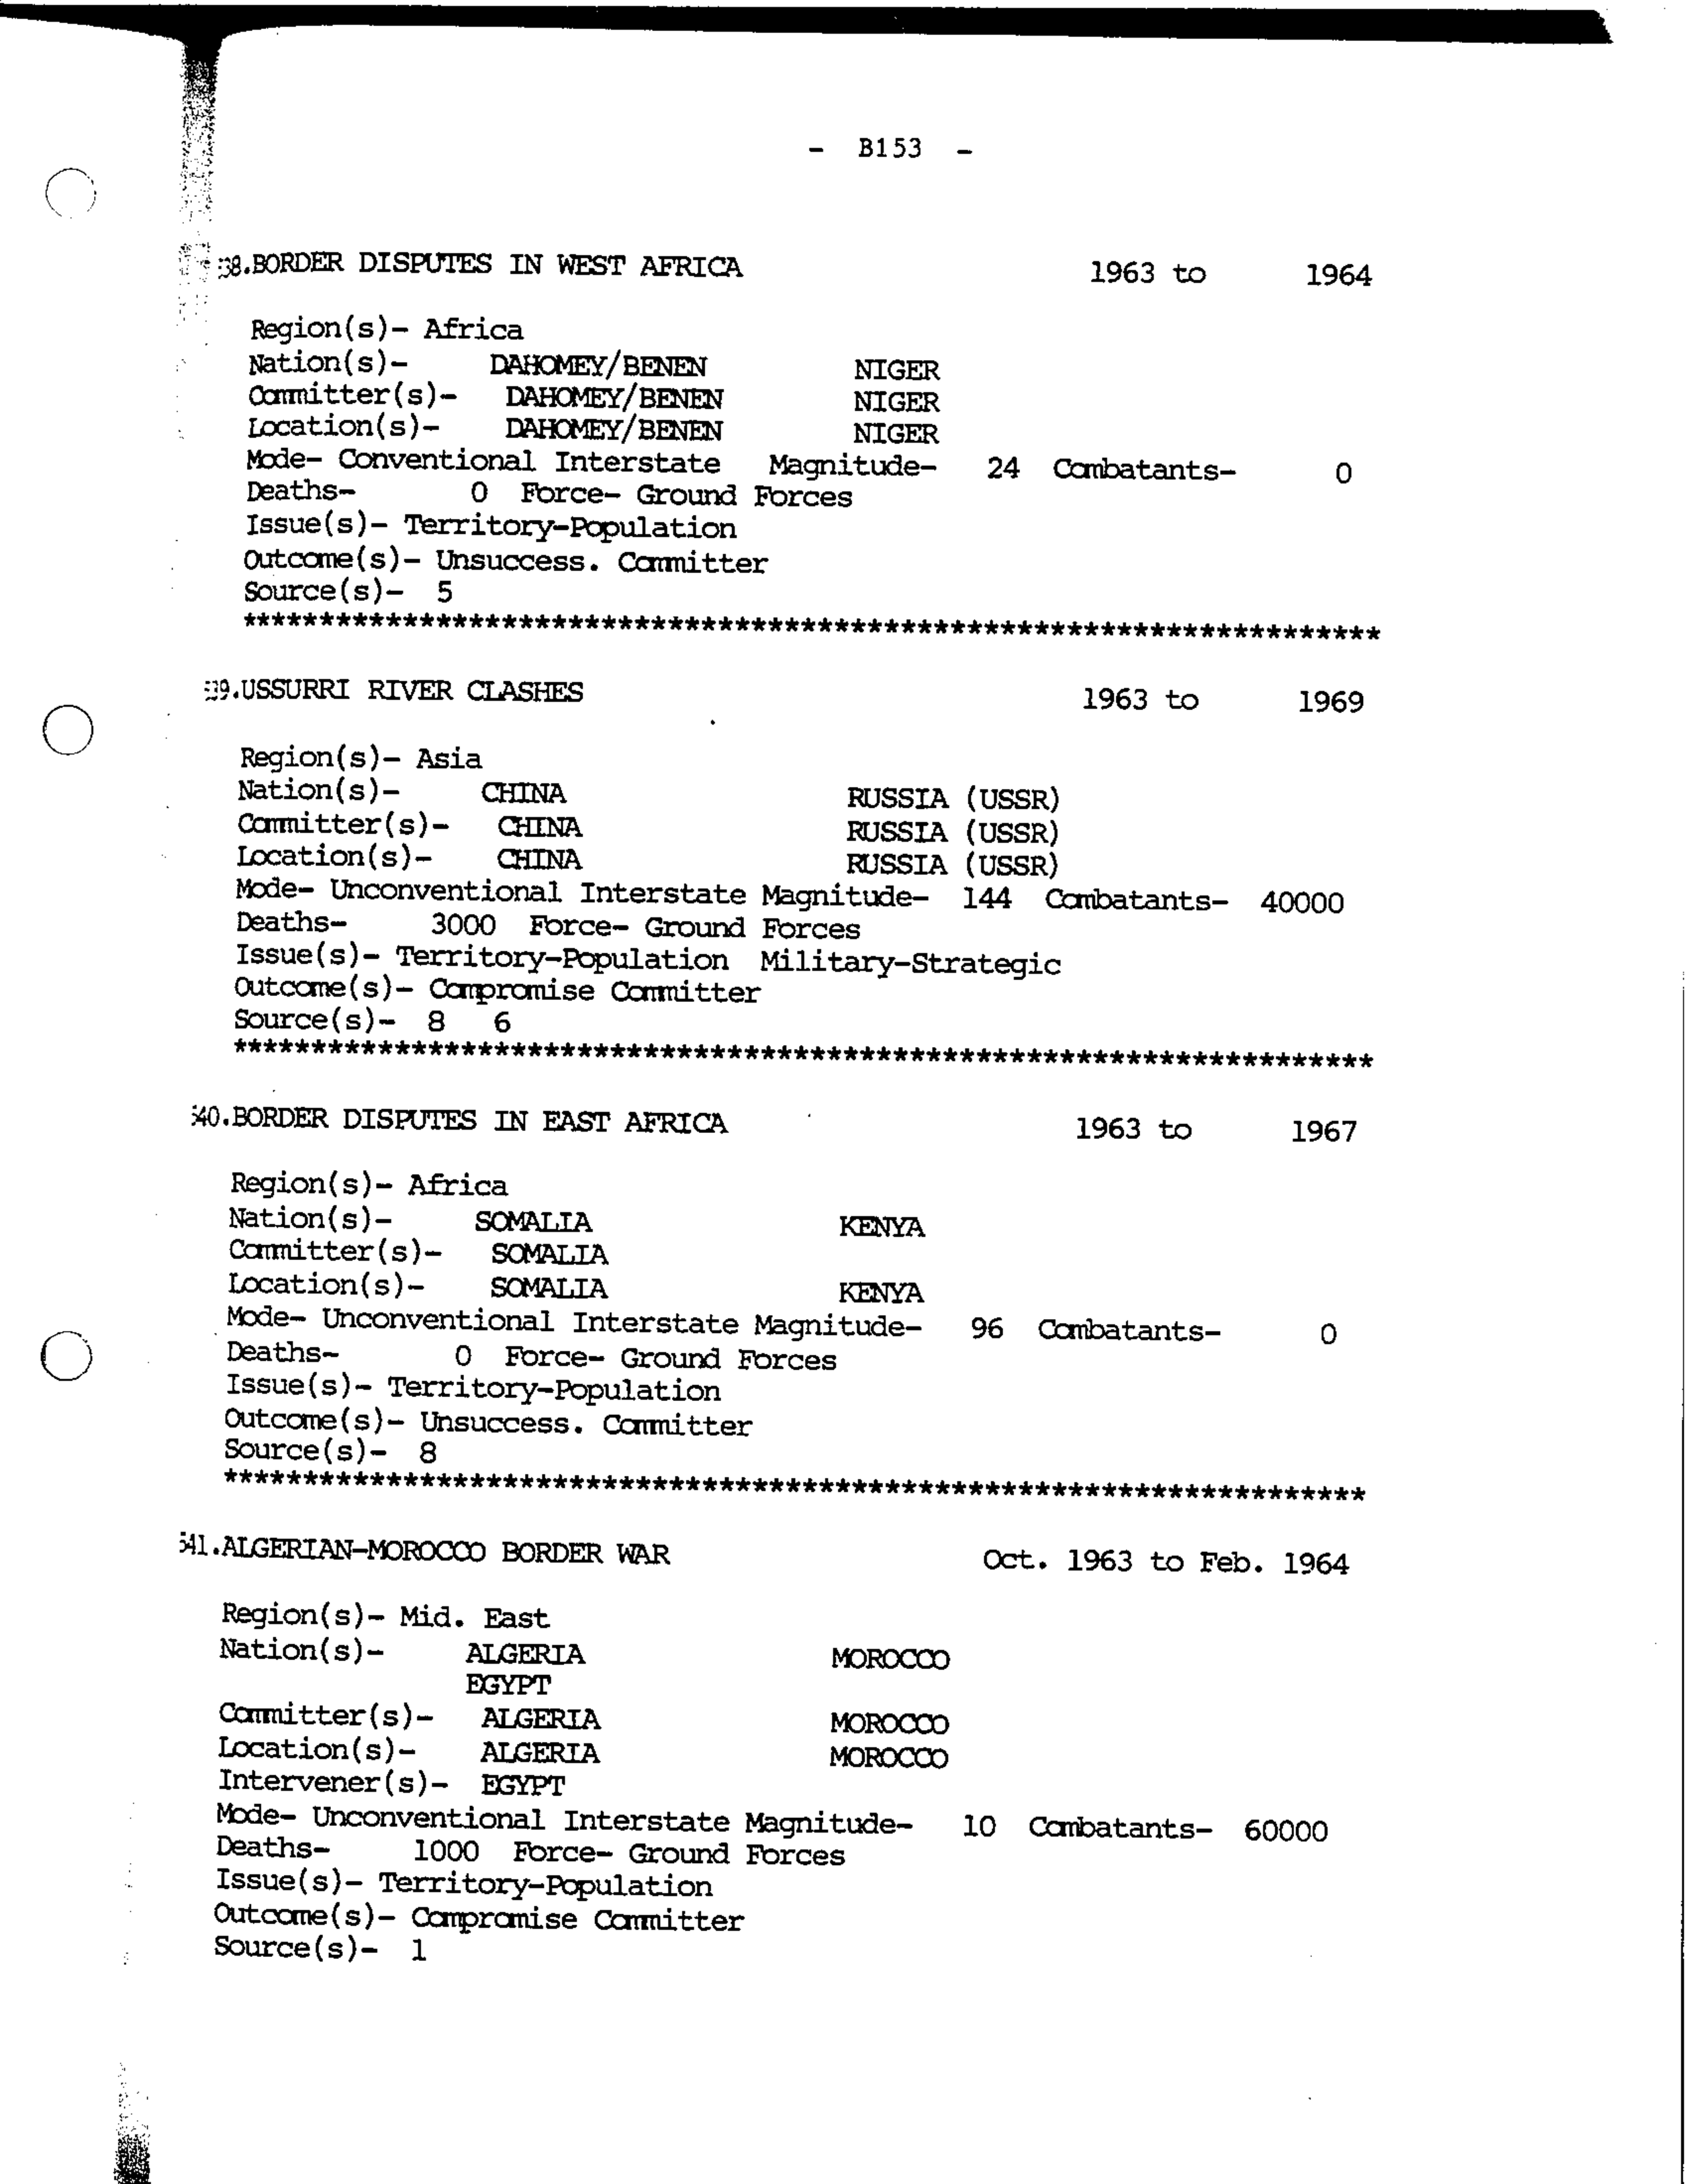 - B153 -
38.BORDER DISPUTES IN WEST AFRICA 1963 to 1964
Region(s)- Africa
Nation(s)- DAHOMEY/BENEN NIGER
Committer(s)- DAHOMEY/BENEN NIGER
Location(s)- DAHOMEY/BENEN NIGER
Mode- Conventional Interstate Magnitude- 24 Combatants- 0
Deaths- 0 Force- Ground Forces
Issue(s)- Territory-Population
Outcome(s)- Unsuccess. Committer
Source(s)- 5
************************************************************************
39.USSURRI RIVER CLASHES 1963 to 1969
Region(s)- Asia
Nation(s)- CHINA RUSSIA (USSR)
Committer(s)- CHINA RUSSIA (USSR)
Location(s)- CHINA RUSSIA (USSR)
Mode- Unconventional Interstate Magnitude- 144 Combatants- 40000
Deaths- 3000 Force- Ground Forces
Issue(s)- Territory-Population Military-Strategic
Outcome(s)- Compromise Committer
Source(s)- 8 6
************************************************************************
540.BORDER DISPUTES IN EAST AFRICA 1963 to 1967
Region(s)- Africa
Nation(s)- SOMALIA KENYA
Committer(s)- SOMALIA
Location(s)- SOMALIA KENYA
Mode- Unconventional Interstate Magnitude- 96 Combatants- 0
Deaths- 0 Force- Ground Forces
Issue(s)- Territory-Population
Outcome(s)- Unsuccess. Committer
Source(s)- 8
************************************************************************
541.ALGERIAN-MOROCCO BORDER WAR Oct. 1963 to Feb. 1964
Region(s)- Mid. East
Nation(s)- ALGERIA MOROCCO
EGYPT
Committer(s)- ALGERIA MOROCCO
Location(s)- ALGERIA MOROCCO
Intervener(s)- EGYPT
Mode- Unconventional Interstate Magnitude- 10 Combatants- 60000
Deaths- 1000 Force- Ground Forces
Issue(s)- Territory-Population
Outcome(s)- Compromise Committer
Source(s)- 1